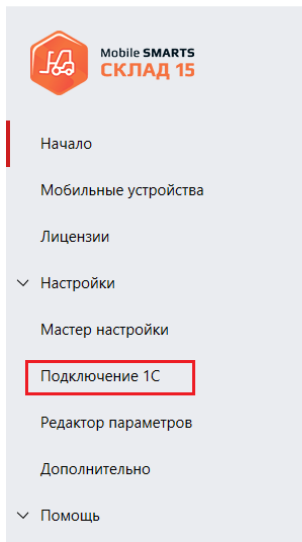 Mobile SMARTS
СКЛАД 15
Начало
Мобильные устройства
Лицензии
Настройки
Мастер настройки
Подключение 1С
Редактор параметров
Дополнительно
Помощь